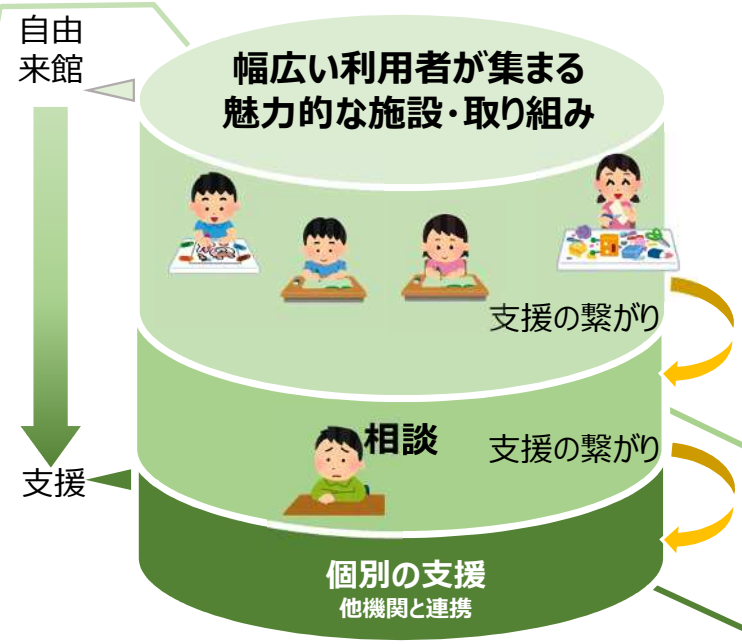 自由
来館
幅広い利用者が集まる
魅力的な施設・取り組み
支援の繋がり
相談
支援の繋がり
支援
個別の支援
他機関と連携